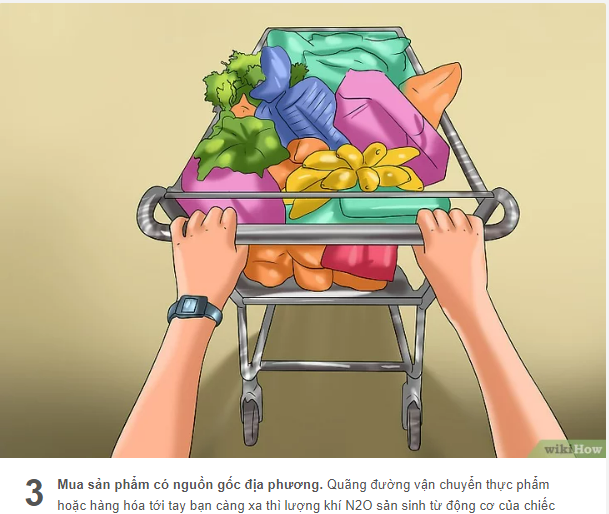 wikiHow
3
Mua sản phẩm có nguồn gốc địa phương. Quãng đường vận chuyển thực phẩm
hoặc hàng hóa tới tay bạn càng xa thì lượng khí N2O sản sinh từ động cơ của chiếc